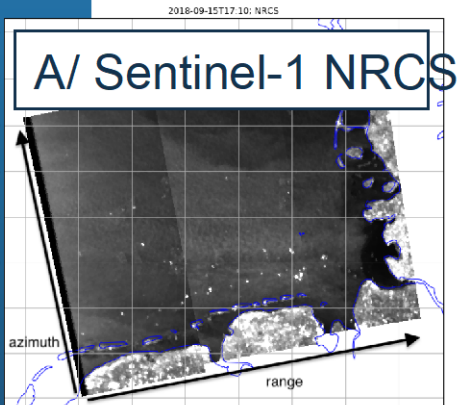 2018-09-15T17:10: NRCS
A/ Sentinel-1 NRCS
azimuth
range